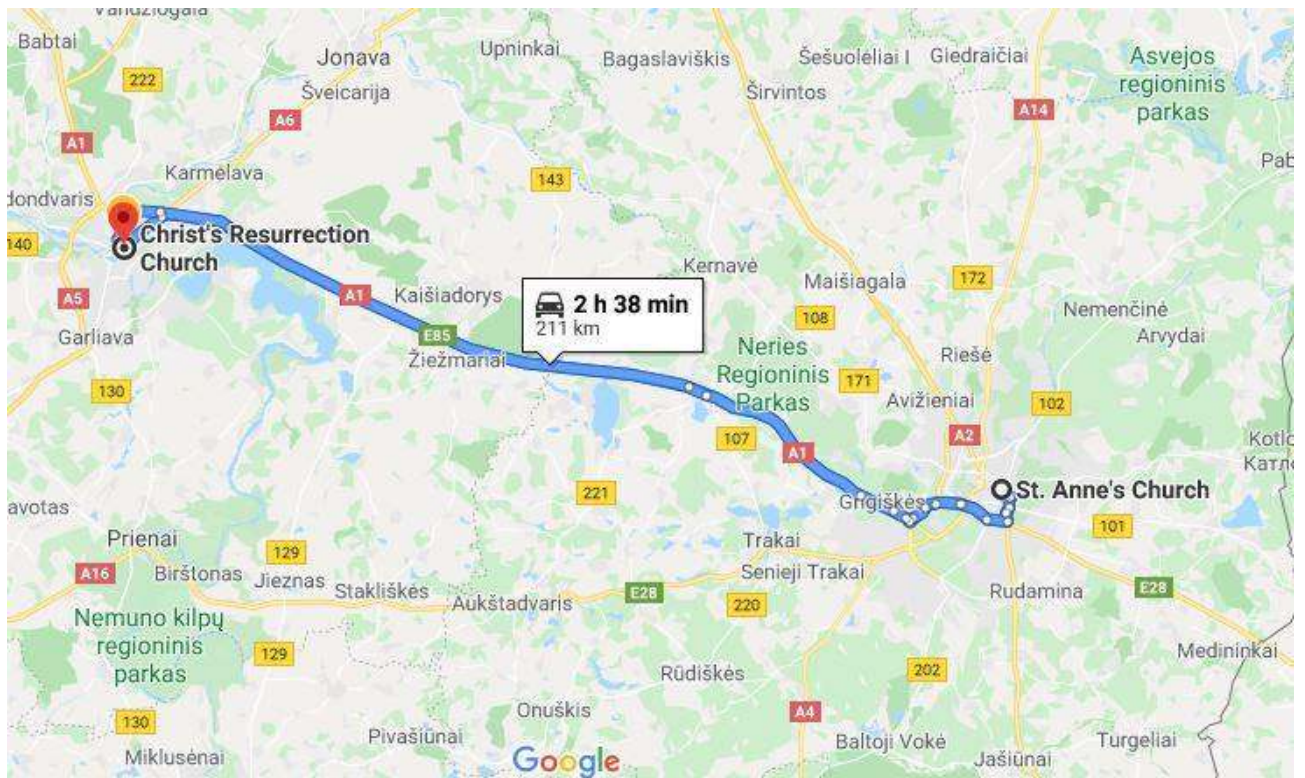 Vandžiogala
Babtai
222
Jonava
Upninkai
Bagaslaviškis
Šešuolėliai I
Giedraičiai
Asvejos
regioninis
parkas
Šveicarija
Širvintos
A6
A14
A1
Karmėlava
143
Pab
dondvaris
140
Christ's Resurrection
Church
Kernavė
Maišiagala
172
A5
A1
Kaišiadorys
2 h 38 min
211 km
108
Nemenčinė
Arvydai
Garliava
E85
Žiežmariai
Neries
Regioninis
Parkas
Riešė
171
130
Avižieniai
102
107
A2
A1
Kotlo
Катло
221
Grigiškės
St. Anne's Church
avotas
101
Prienai
Trakai
129
A16
Birštonas
Jieznas
Stakliškės
Senieji Trakai
Aukštadvaris
E28
220
Rudamina
E28
Nemuno kilpų
regioninis
parkas
129
Medininkai
Rūdiškės
202
130
Onuškis
A4
Pivašiūnai
Miklusėnai
Google
Baltoji Vokė
Turgeliai
Jašiūnai